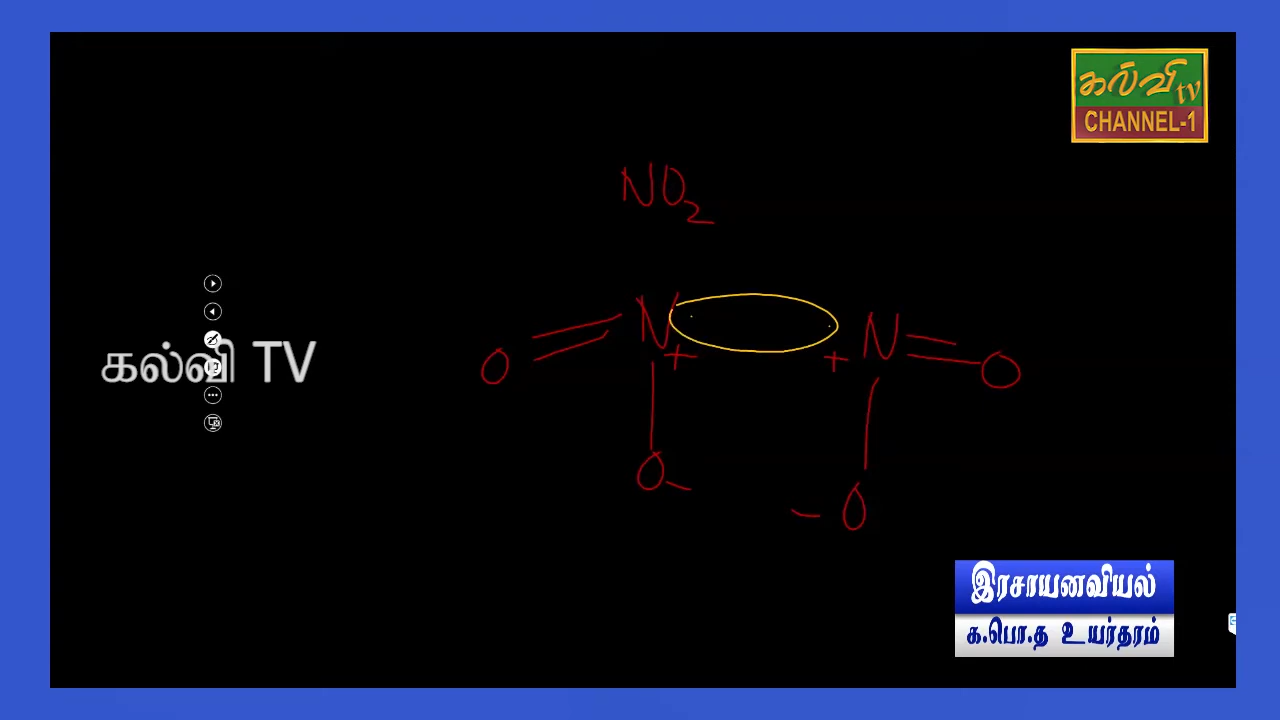 கல்வி tv
CHANNEL-1
NO2
கல்வி TV
O N + + N O
O- -O
இரசாயனவியல்
க.பொ.த உயர்தரம்